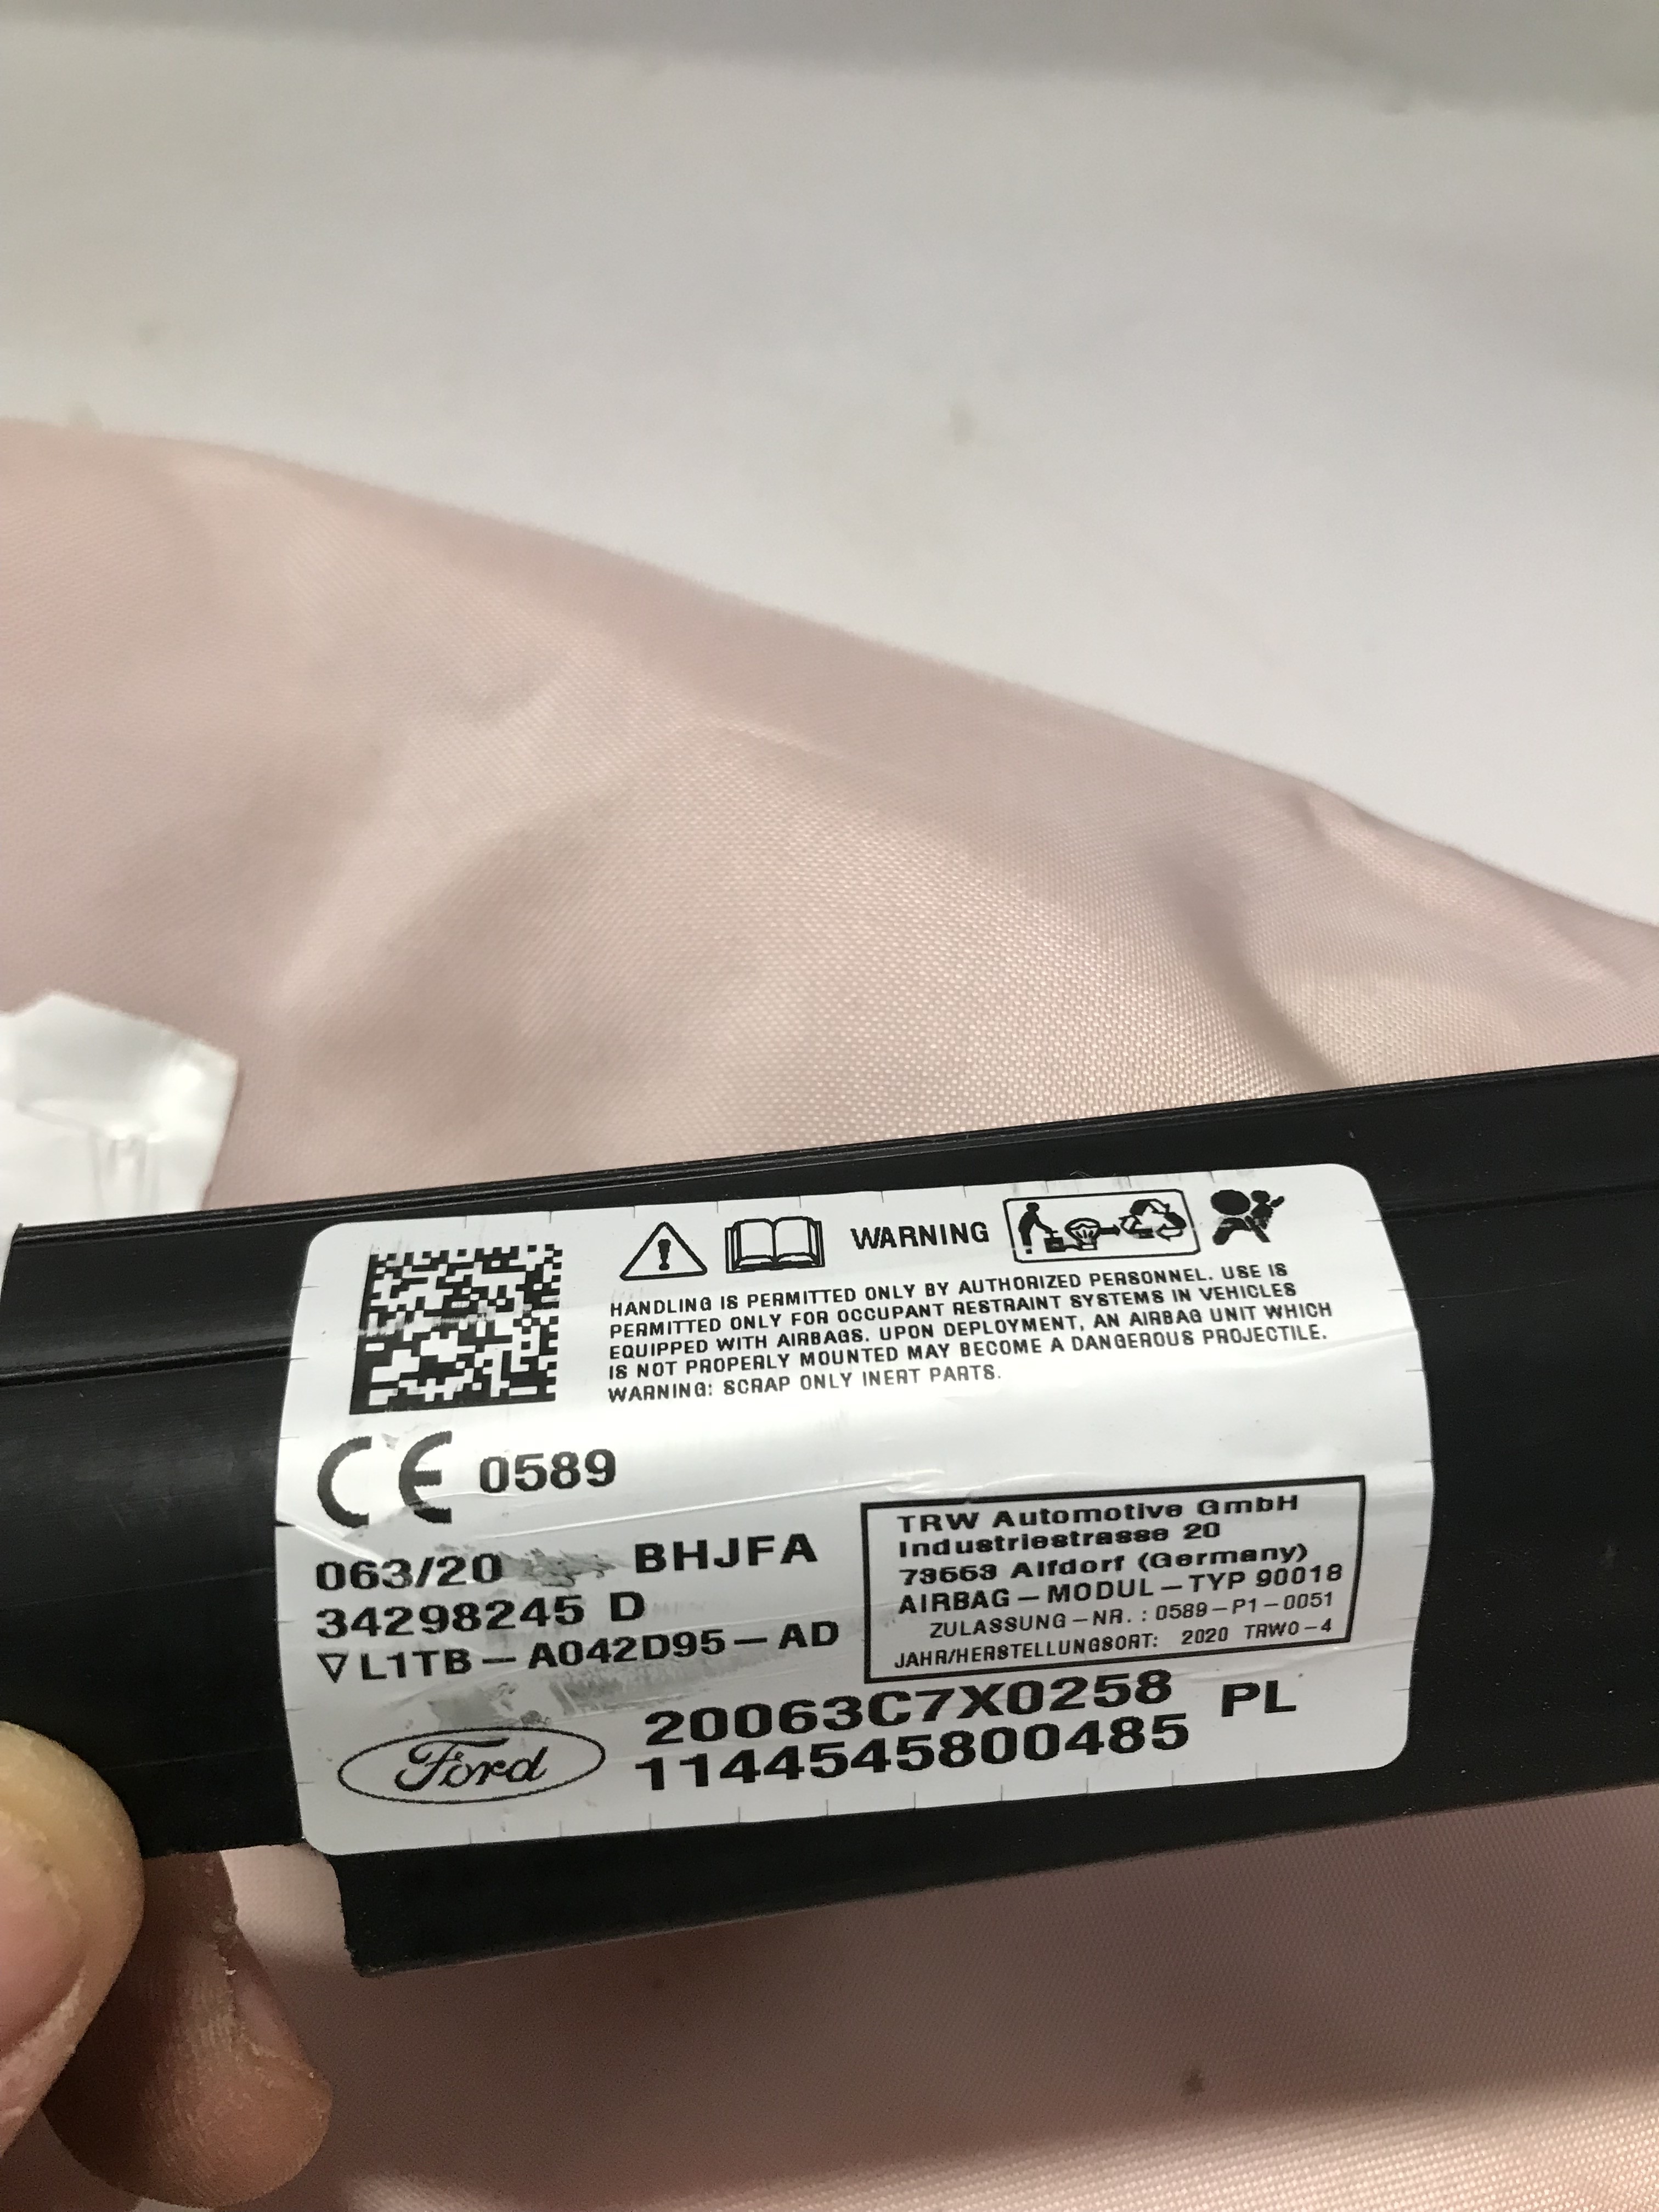 WARNING
HANDLING IS PERMITTED ONLY BY AUTHORIZED PERSONNEL. USE IS
PERMITTED ONLY FOR OCCUPANT RESTRAINT SYSTEMS IN VEHICLES
EQUIPPED WITH AIRBAGS. UPON DEPLOYMENT, AN AIRBAG UNIT WHICH
IS NOT PROPERLY MOUNTED MAY BECOME A DANGEROUS PROJECTILE.
WARNING: SCRAP ONLY INERT PARTS.
CE 0589
063/20 BHJFA
34298245 D
▽L1TB-A042D95-AD
TRW Automotive GmbH
Industriestrasse 20
73553 Alfdorf (Germany)
AIRBAG-MODUL-TYP 90018
ZULASSUNG-NR.: 0589-P1-0051
JAHR/HERSTELLUNGSORT: 2020 TRWO-4
Ford
20063C7X0258 PL
1144545800485